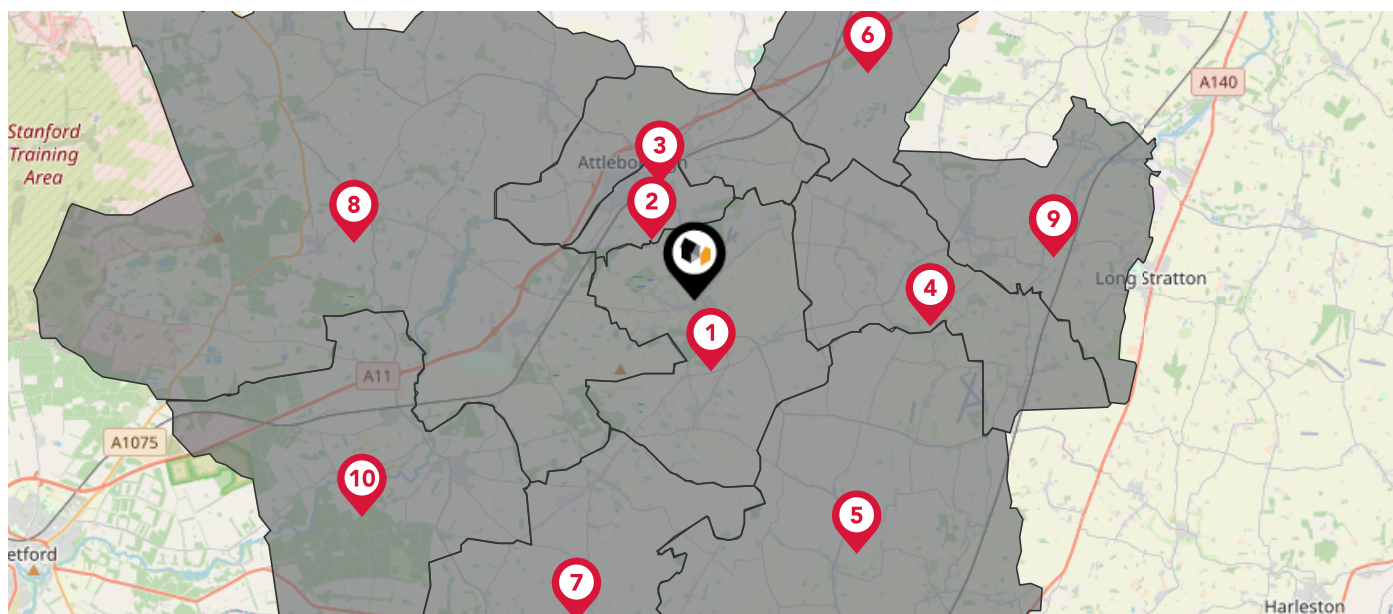 6
A140
Stanford
Training
Area
3
Attleborough
2
8
9
4
Long Stratton
1
A11
A1075
10
5
etford
7
Harleston